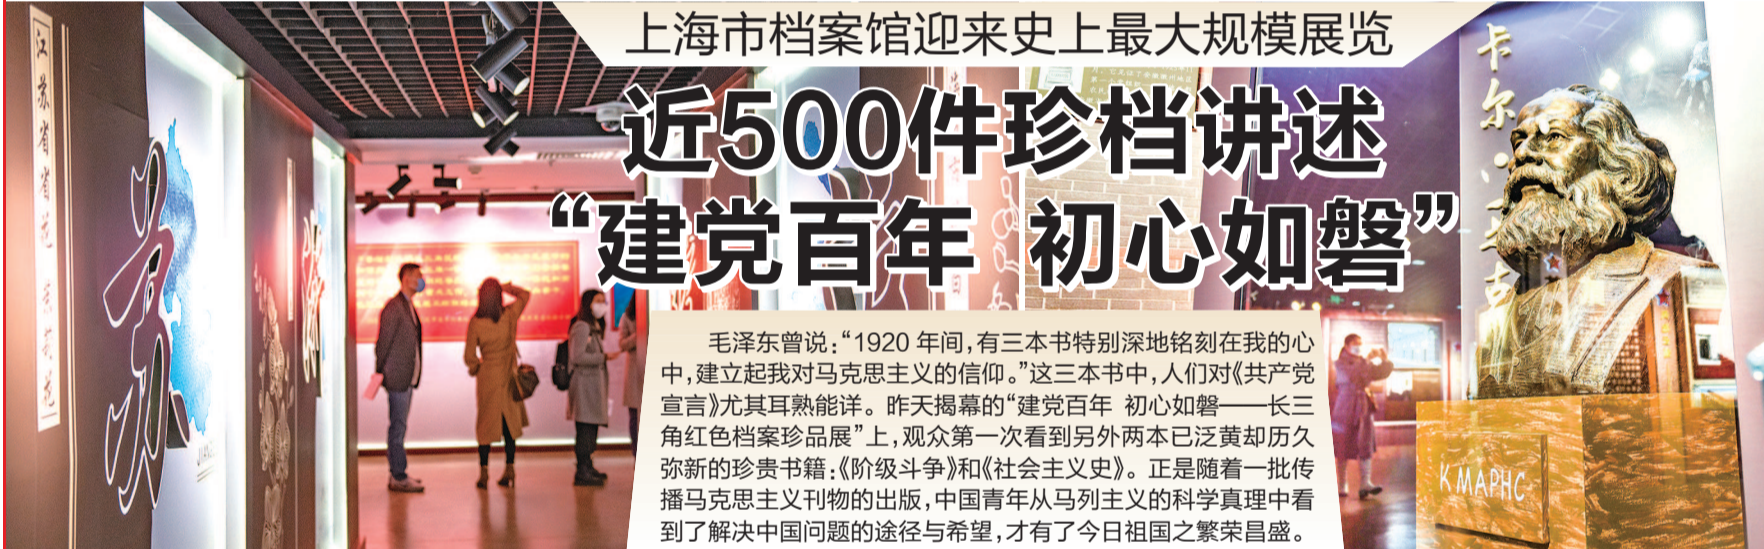 上海市档案馆迎来史上最大规模展览
近500件珍档讲述
“建党百年 初心如磐”
江苏省范 茉莉花
苏
卡尔·马克
毛泽东曾说：“1920 年间，有三本书特别深地铭刻在我的心
中，建立起我对马克思主义的信仰。”这三本书中，人们对《共产党
宣言》尤其耳熟能详。昨天揭幕的“建党百年 初心如磐——长三
角红色档案珍品展”上，观众第一次看到另外两本已泛黄却历久
弥新的珍贵书籍：《阶级斗争》和《社会主义史》。正是随着一批传
播马克思主义刊物的出版，中国青年从马列主义的科学真理中看
到了解决中国问题的途径与希望，才有了今日祖国之繁荣昌盛。
К МАРНС